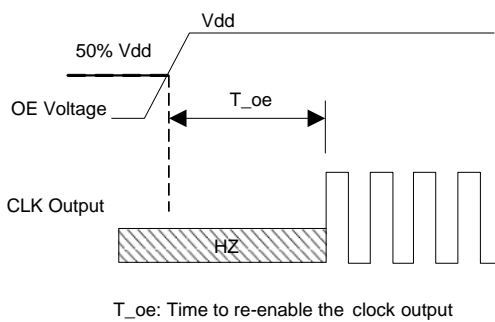 Vdd
50% Vdd
T_oe
OE Voltage
CLK Output
HZ
T_oe: Time to re-enable the clock output